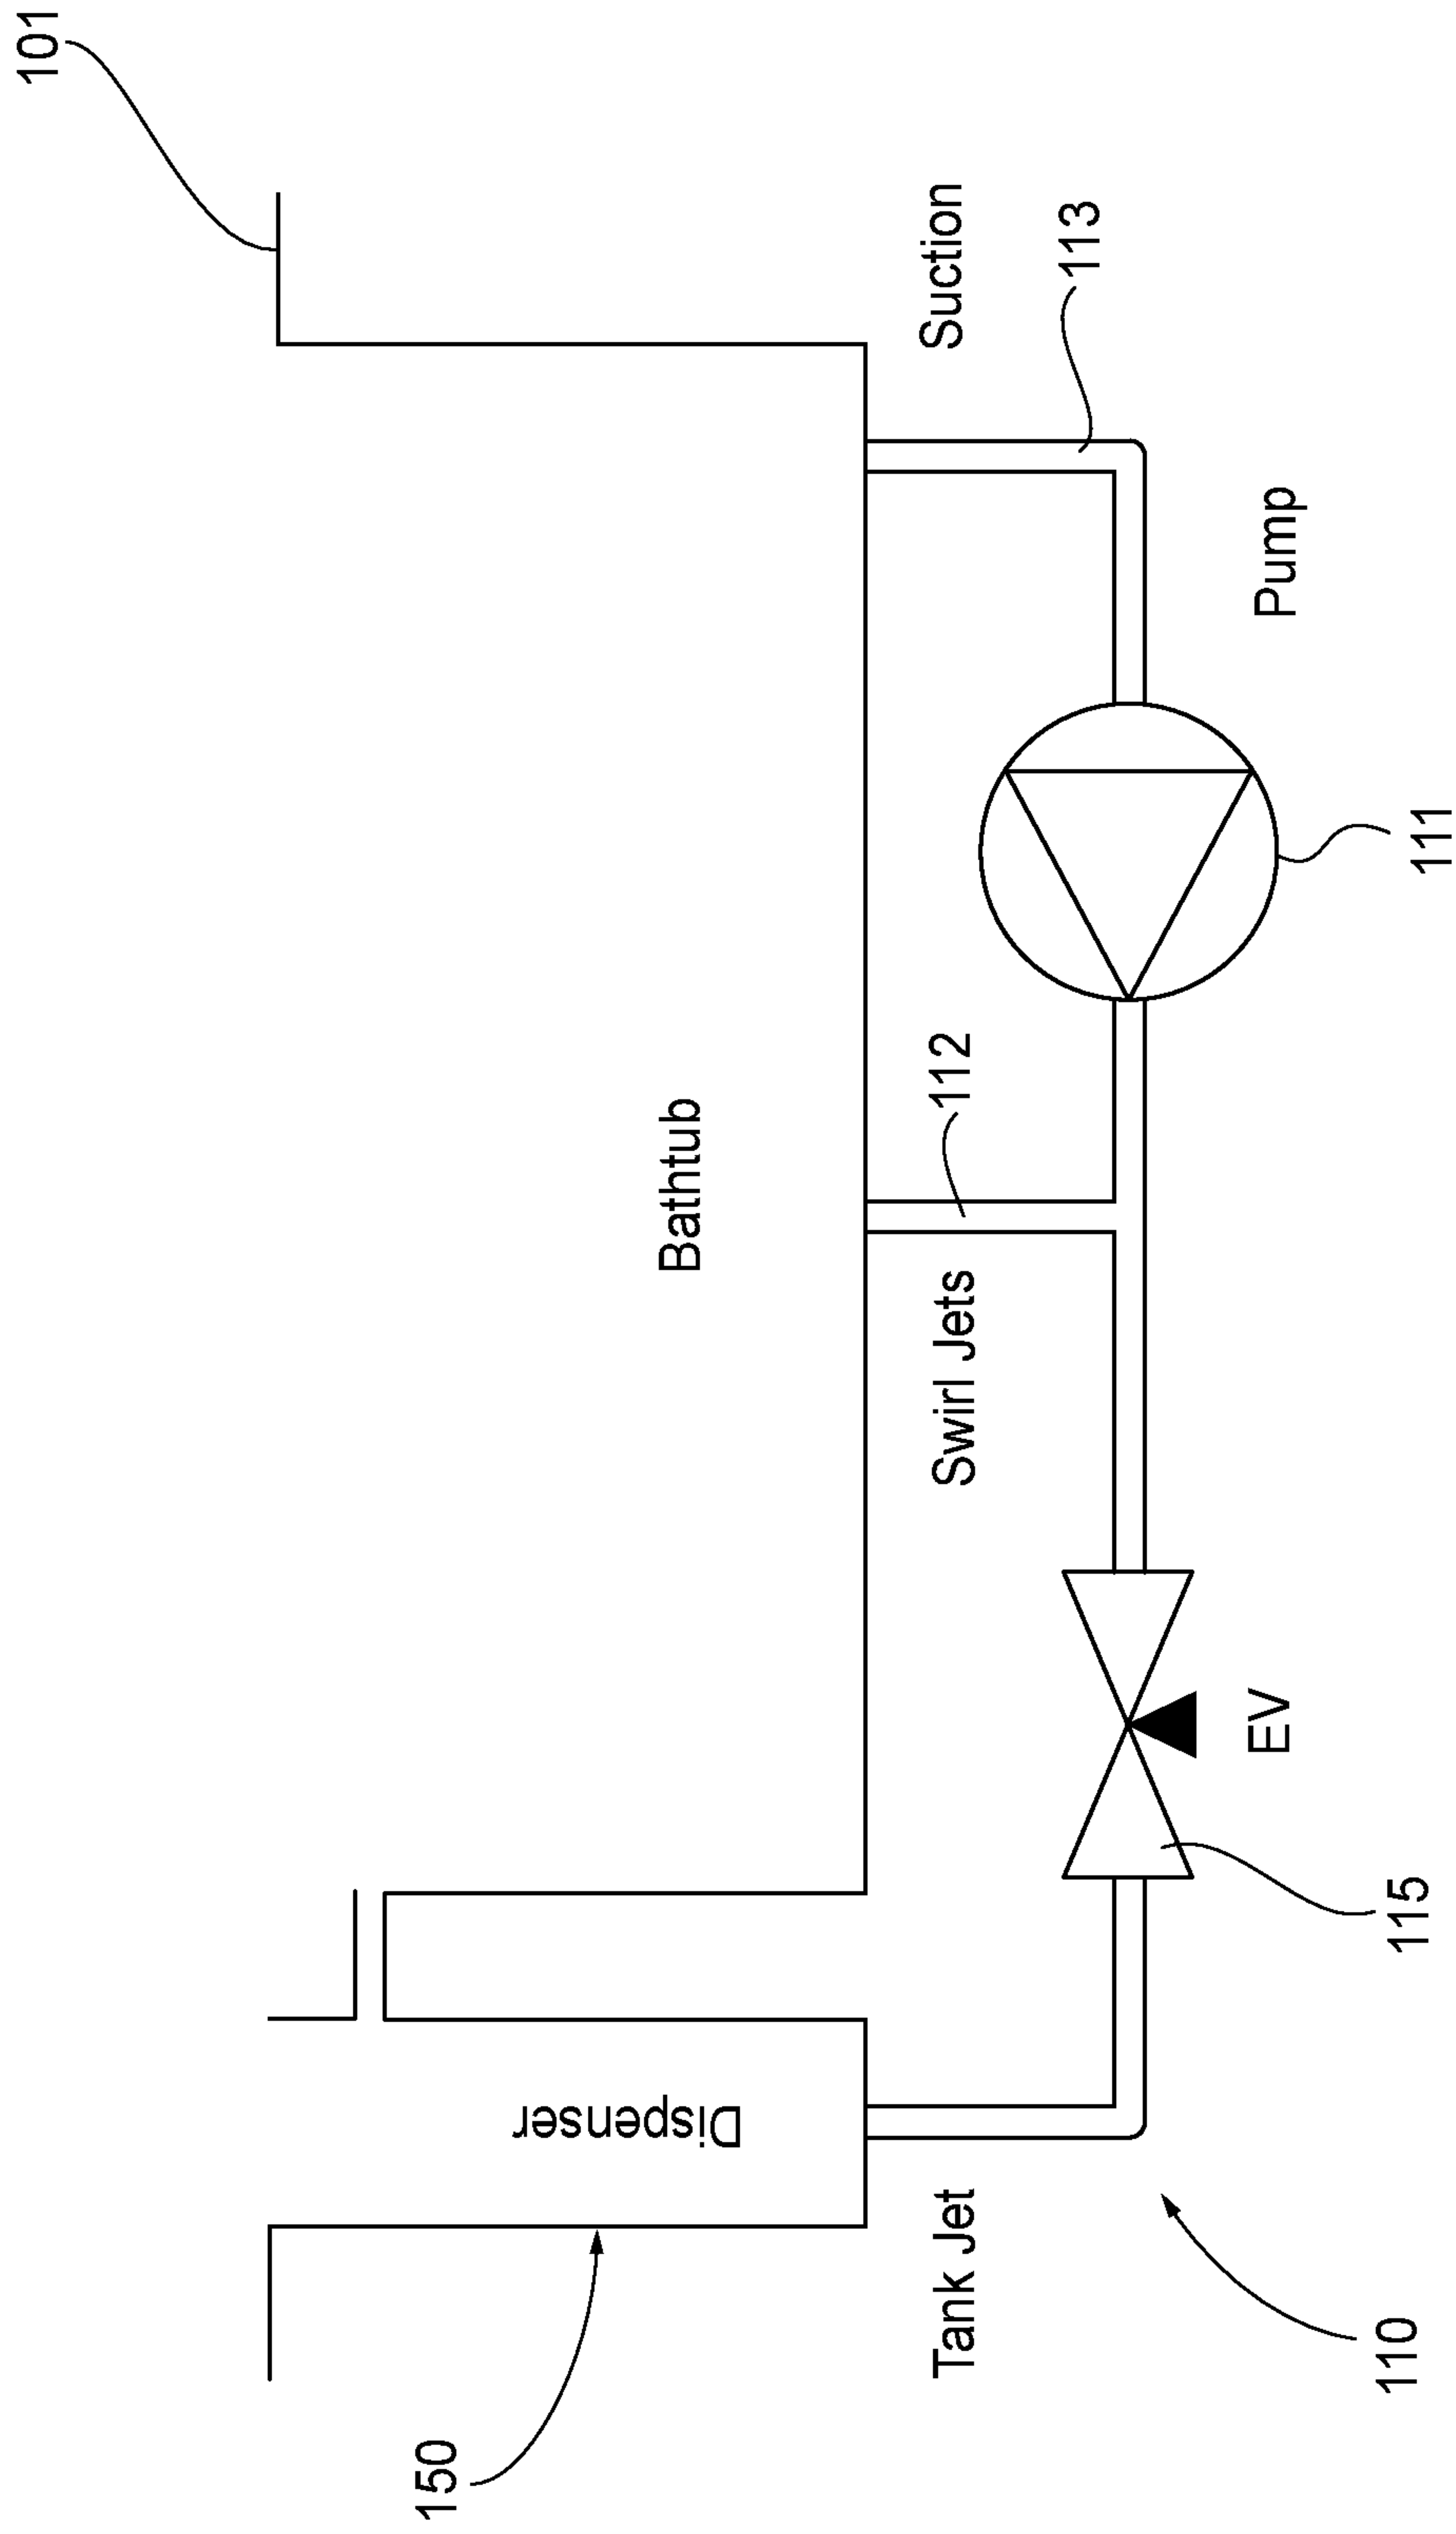 101
Suction
113
Pump
111
112
Bathtub
Swirl Jets
EV
115
Dispenser
Tank Jet
110
150